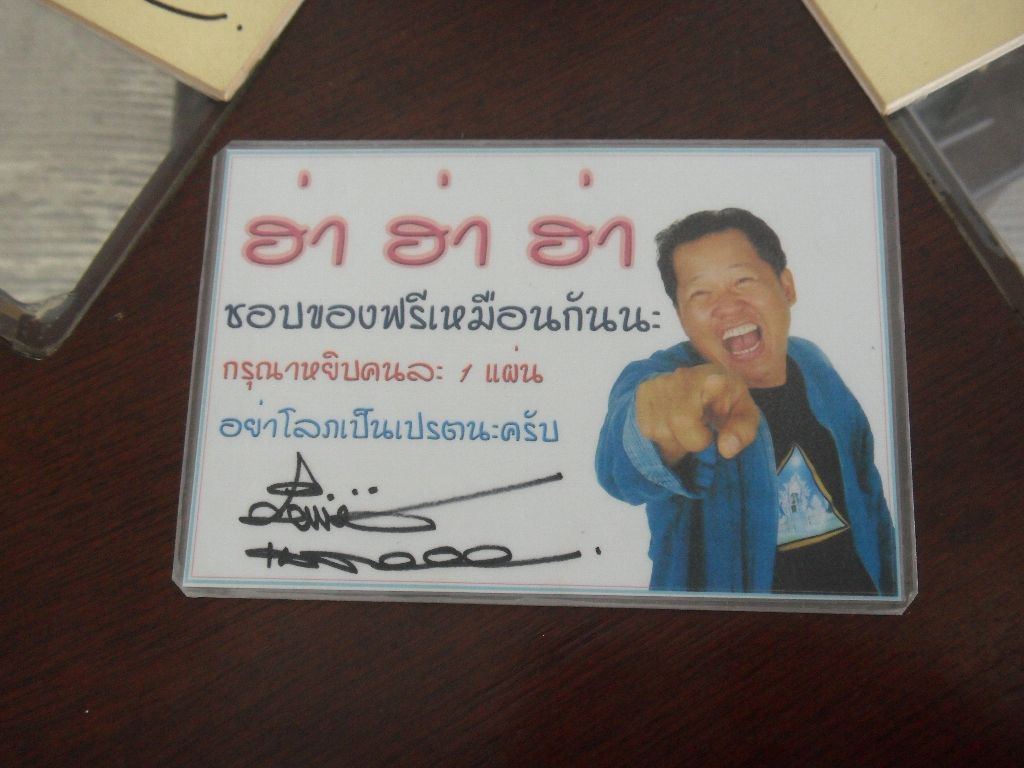 ฮ่า ฮ่า ฮ่า
ชอบของฟรีเหมือนกันนะ
กรุณาหยิบคนละ 1 แผ่น
อย่าโลภเป็นเปรตนะครับ